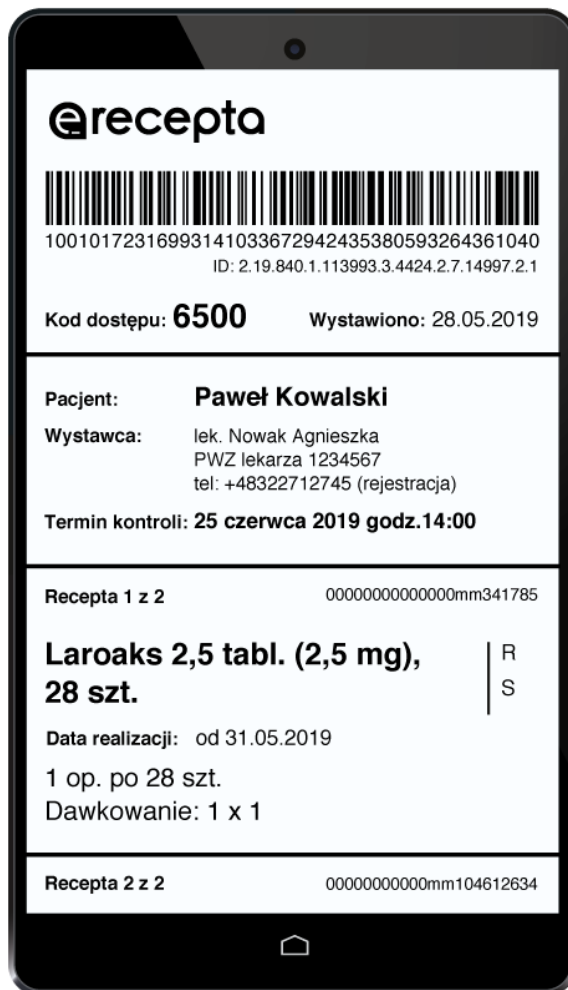 erecepta
10010172316993141033672942435380593264361040
ID: 2.19.840.1.113993.3.4424.2.7.14997.2.1
Kod dostępu: 6500 Wystawiono: 28.05.2019
Pacjent: Paweł Kowalski
Wystawca: lek. Nowak Agnieszka
PWZ lekarza 1234567
tel: +48322712745 (rejestracja)
Termin kontroli: 25 czerwca 2019 godz.14:00
Recepta 1 z 2 00000000000000mm341785
Laroaks 2,5 tabl. (2,5 mg), R
28 szt. S
Data realizacji: od 31.05.2019
1 op. po 28 szt.
Dawkowanie: 1 x 1
Recepta 2 z 2 00000000000mm104612634